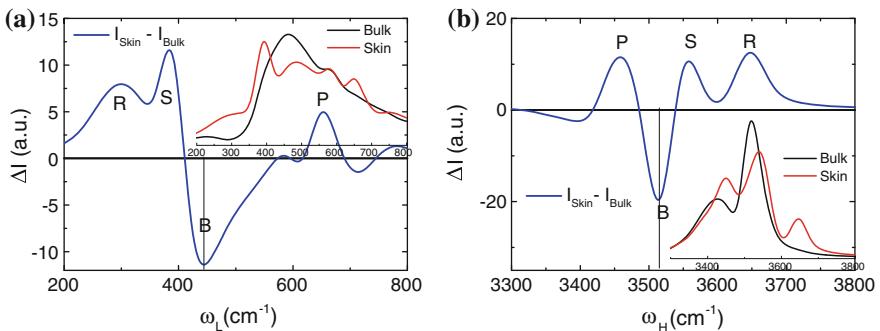 (a)
I_Skin - I_Bulk
Bulk
Skin
R
S
P
B
15
10
5
0
-5
-10
ΔI (a.u.)
200 300 400 500 600 700 800
200 400 600 800
ω_L(cm⁻¹)
(b)
P
S
R
B
I_Skin - I_Bulk
Bulk
Skin
20
0
-20
ΔI (a.u.)
3400 3600 3800
3300 3400 3500 3600 3700 3800
ω_H(cm⁻¹)